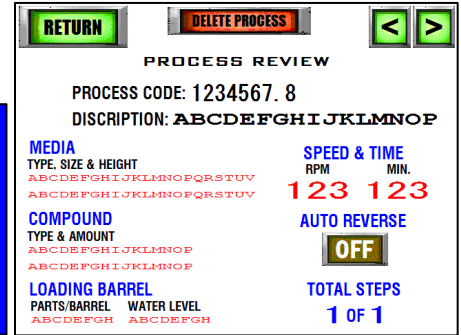 RETURN DELETE PROCESS < >
PROCESS REVIEW
PROCESS CODE: 1234567.8
DISCRIPTION: ABCDEFGHIJKLMNOP
MEDIA
TYPE, SIZE & HEIGHT
ABCDEFGHIJKLMNOPQRSTUV
ABCDEFGHIJKLMNOPQRSTUV
SPEED & TIME
RPM MIN.
123 123
COMPOUND
TYPE & AMOUNT
ABCDEFGHIJKLMNOP
ABCDEFGHIJKLMNOP
AUTO REVERSE
OFF
LOADING BARREL
PARTS/BARREL WATER LEVEL
ABCDEFGH ABCDEFGH
TOTAL STEPS
1 OF 1